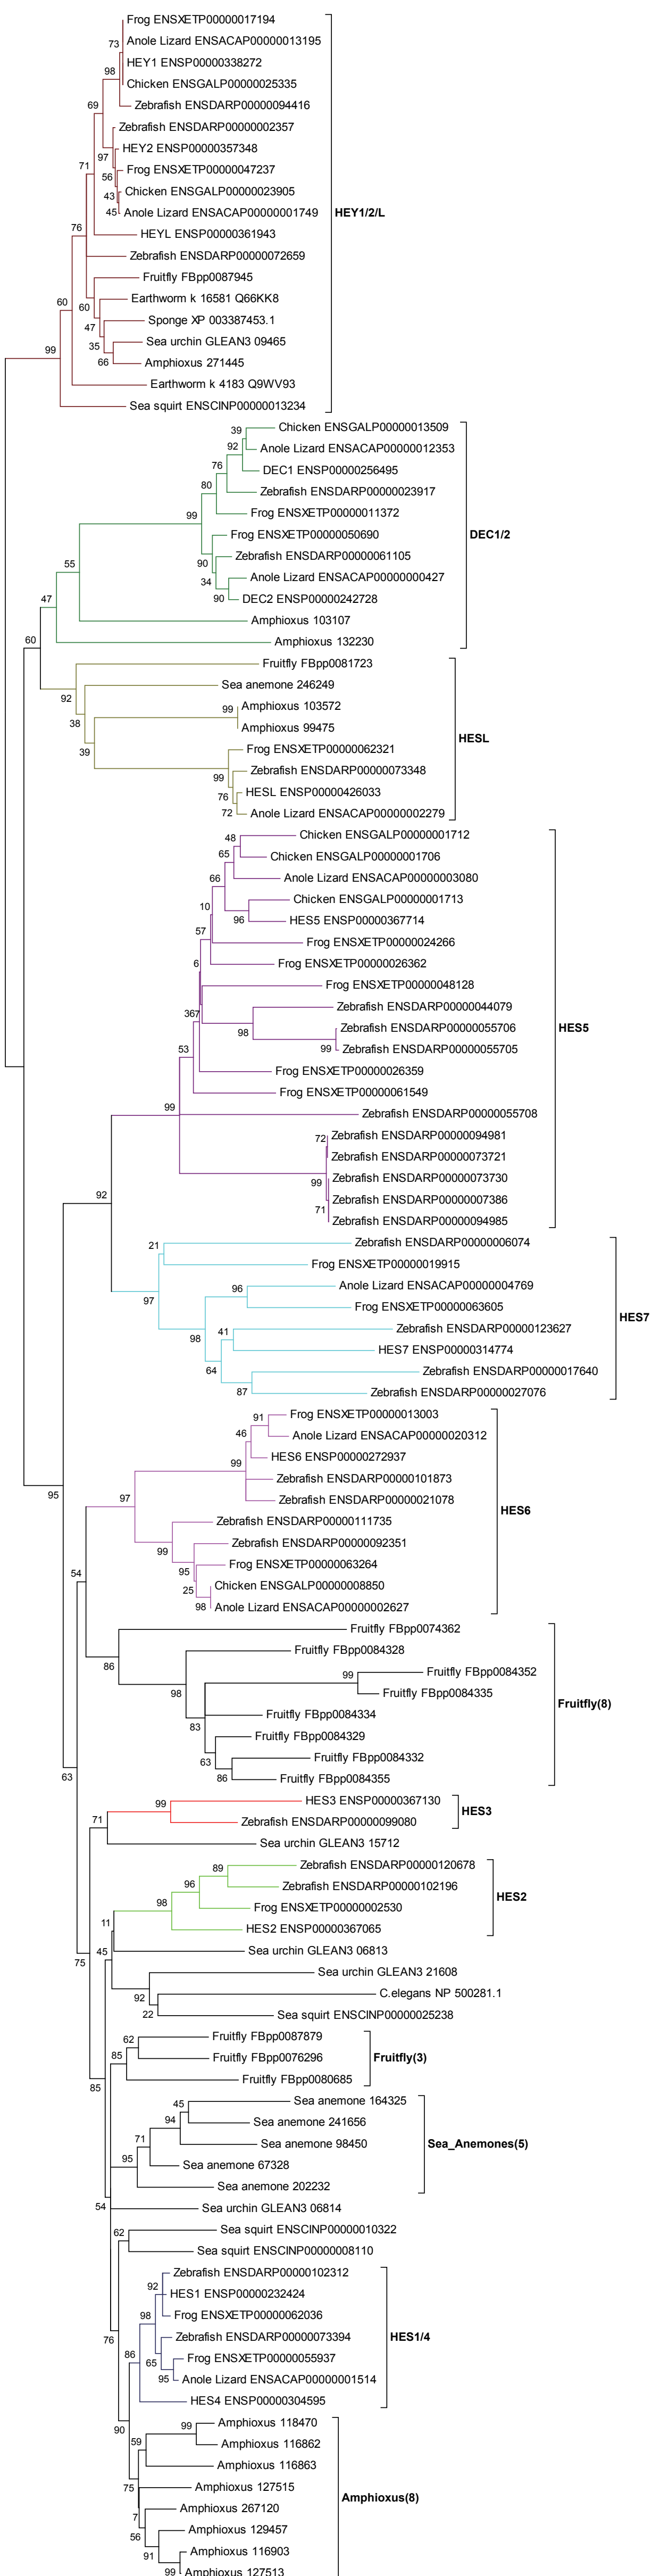 Frog ENSXETP00000017194
73
Anole Lizard ENSACAP00000013195
HEY1 ENSP00000338272
98
Chicken ENSGALP00000025335
69
Zebrafish ENSDARP00000094416
Zebrafish ENSDARP00000002357
HEY2 ENSP00000357348
97
71
Frog ENSXETP00000047237
56
Chicken ENSGALP00000023905
43
45
Anole Lizard ENSACAP00000001749
HEY1/2/L
76
HEYL ENSP00000361943
Zebrafish ENSDARP00000072659
Fruitfly FBpp0087945
60
Earthworm k 16581 Q66KK8
60
Sponge XP 003387453.1
47
Sea urchin GLEAN3 09465
35
99
66
Amphioxus 271445
Earthworm k 4183 Q9WV93
Sea squirt ENSCINP00000013234
Chicken ENSGALP00000013509
39
92
Anole Lizard ENSACAP00000012353
76
DEC1 ENSP00000256495
80
Zebrafish ENSDARP00000023917
99
Frog ENSXETP00000011372
Frog ENSXETP00000050690
DEC1/2
Zebrafish ENSDARP00000061105
90
55
34
Anole Lizard ENSACAP00000000427
90
DEC2 ENSP00000242728
47
Amphioxus 103107
60
Amphioxus 132230
Fruitfly FBpp0081723
92
Sea anemone 246249
99
Amphioxus 103572
38
Amphioxus 99475
HESL
39
Frog ENSXETP00000062321
99
Zebrafish ENSDARP00000073348
76
HESL ENSP00000426033
72
Anole Lizard ENSACAP00000002279
48
Chicken ENSGALP00000001712
65
Chicken ENSGALP00000001706
66
Anole Lizard ENSACAP00000003080
10
Chicken ENSGALP00000001713
96
HES5 ENSP00000367714
57
Frog ENSXETP00000024266
6
Frog ENSXETP00000026362
Frog ENSXETP00000048128
367
Zebrafish ENSDARP00000044079
98
Zebrafish ENSDARP00000055706
HES5
99
Zebrafish ENSDARP00000055705
53
Frog ENSXETP00000026359
Frog ENSXETP00000061549
99
Zebrafish ENSDARP00000055708
72
Zebrafish ENSDARP00000094981
Zebrafish ENSDARP00000073721
99
Zebrafish ENSDARP00000073730
92
Zebrafish ENSDARP00000007386
71
Zebrafish ENSDARP00000094985
21
Zebrafish ENSDARP00000006074
Frog ENSXETP00000019915
97
96
Anole Lizard ENSACAP00000004769
Frog ENSXETP00000063605
HES7
98
41
Zebrafish ENSDARP00000123627
HES7 ENSP00000314774
64
Zebrafish ENSDARP00000017640
87
Zebrafish ENSDARP00000027076
91
Frog ENSXETP00000013003
46
Anole Lizard ENSACAP00000020312
99
HES6 ENSP00000272937
Zebrafish ENSDARP00000101873
95
97
Zebrafish ENSDARP00000021078
HES6
Zebrafish ENSDARP00000111735
99
Zebrafish ENSDARP00000092351
54
95
Frog ENSXETP00000063264
25
Chicken ENSGALP00000008850
98
Anole Lizard ENSACAP00000002627
Fruitfly FBpp0074362
86
Fruitfly FBpp0084328
99
Fruitfly FBpp0084352
98
Fruitfly FBpp0084335
Fruitfly(8)
Fruitfly FBpp0084334
83
Fruitfly FBpp0084329
63
Fruitfly FBpp0084332
63
86
Fruitfly FBpp0084355
99
HES3 ENSP00000367130
HES3
71
Zebrafish ENSDARP00000099080
Sea urchin GLEAN3 15712
89
Zebrafish ENSDARP00000120678
96
Zebrafish ENSDARP00000102196
HES2
98
Frog ENSXETP00000002530
11
HES2 ENSP00000367065
45
Sea urchin GLEAN3 06813
75
Sea urchin GLEAN3 21608
92
C.elegans NP 500281.1
22
Sea squirt ENSCINP00000025238
62
Fruitfly FBpp0087879
85
Fruitfly FBpp0076296
Fruitfly(3)
85
Fruitfly FBpp0080685
45
Sea anemone 164325
94
Sea anemone 241656
71
Sea anemone 98450
Sea_Anemones(5)
95
Sea anemone 67328
Sea anemone 202232
54
Sea urchin GLEAN3 06814
62
Sea squirt ENSCINP00000010322
Sea squirt ENSCINP00000008110
Zebrafish ENSDARP00000102312
92
HES1 ENSP00000232424
98
Frog ENSXETP00000062036
76
Zebrafish ENSDARP00000073394
HES1/4
86
65
Frog ENSXETP00000055937
95
Anole Lizard ENSACAP00000001514
HES4 ENSP00000304595
90
99
Amphioxus 118470
59
Amphioxus 116862
Amphioxus 116863
75
Amphioxus 127515
Amphioxus(8)
7
Amphioxus 267120
56
Amphioxus 129457
91
Amphioxus 116903
99
Amphioxus 127513